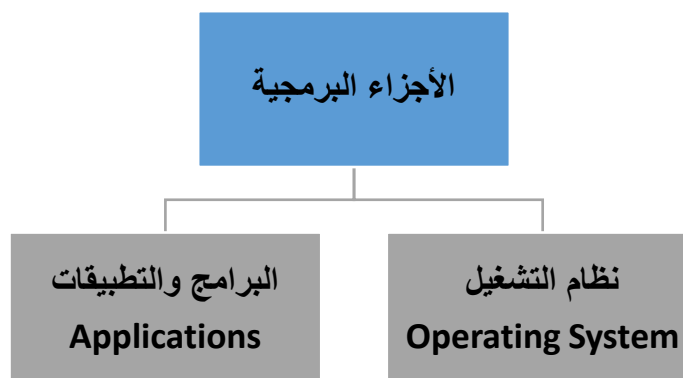 الأجزاء البرمجية
نظام التشغيل
Operating System
البرامج والتطبيقات
Applications